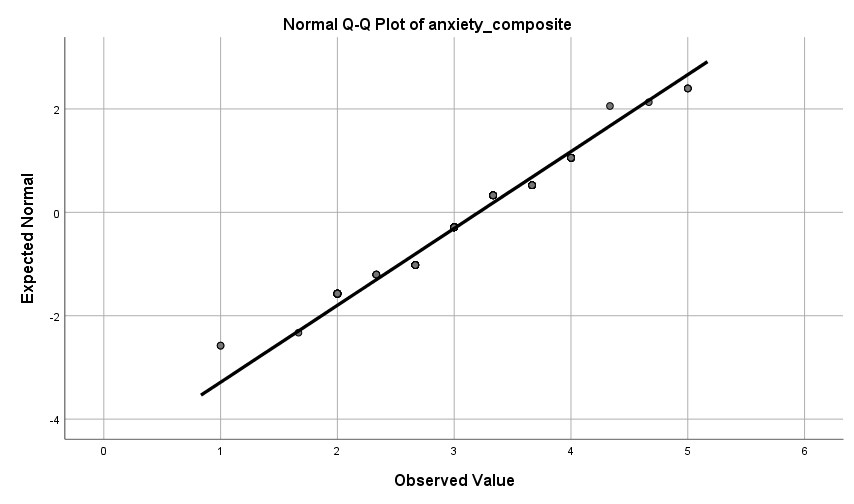 Normal Q-Q Plot of anxiety_composite
Expected Normal
2
0
-2
-4
0 1 2 3 4 5 6
Observed Value